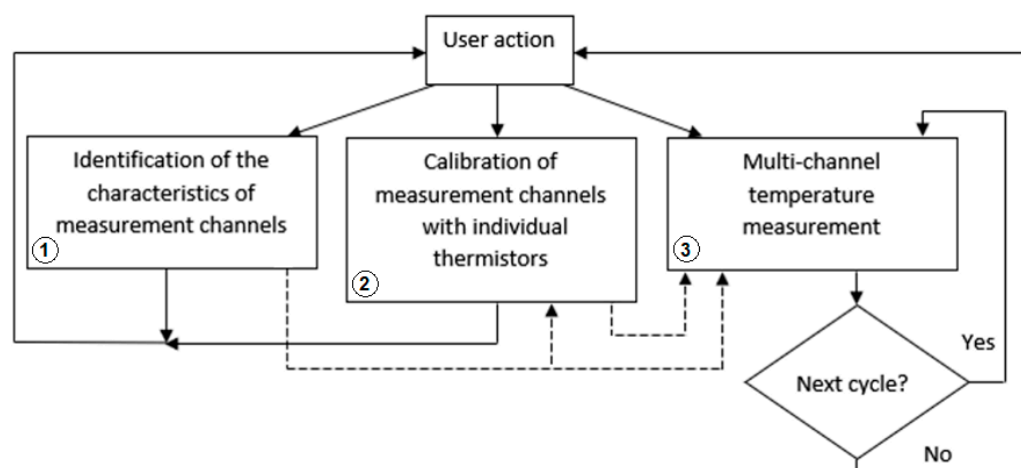 User action
Identification of the
characteristics of
measurement channels
1
Calibration of
measurement channels
with individual
thermistors
2
Multi-channel
temperature
measurement
3
Yes
Next cycle?
No